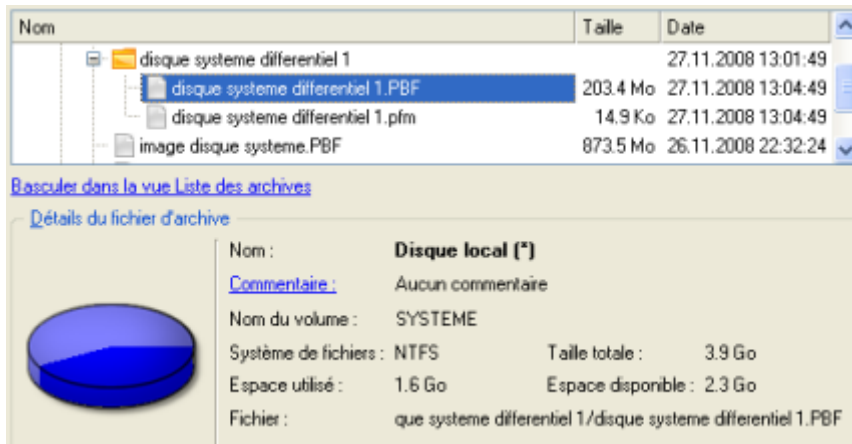 Nom Taille Date
disque systeme differentiel 1 27.11.2008 13:01:49
disque systeme differentiel 1.PBF 203.4 Mo 27.11.2008 13:04:49
disque systeme differentiel 1.pfm 14.9 Ko 27.11.2008 13:04:49
image disque systeme.PBF 873.5 Mo 26.11.2008 22:32:24
Basculer dans la vue Liste des archives
Détails du fichier d'archive
Nom : Disque local (*)
Commentaire : Aucun commentaire
Nom du volume : SYSTEME
Système de fichiers : NTFS Taille totale : 3.9 Go
Espace utilisé : 1.6 Go Espace disponible : 2.3 Go
Fichier : que systeme differentiel 1/disque systeme differentiel 1.PBF